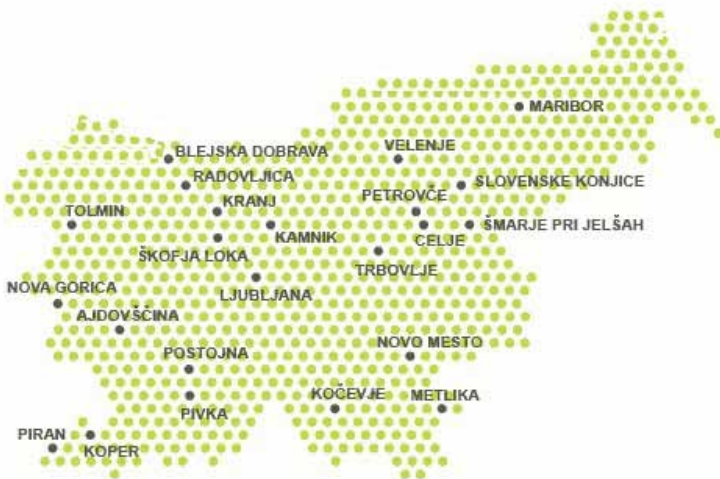 MARIBOR
VELENJE
BLEJSKA DOBRAVA
RADOVLJICA
SLOVENSKE KONJICE
PETROVČE
KRANJ
TOLMIN
ŠMARJE PRI JELŠAH
KAMNIK
CELJE
ŠKOFJA LOKA
TRBOVLJE
NOVA GORICA
LJUBLJANA
AJDOVŠČINA
NOVO MESTO
POSTOJNA
KOČEVJE
METLIKA
PIVKA
PIRAN
KOPER